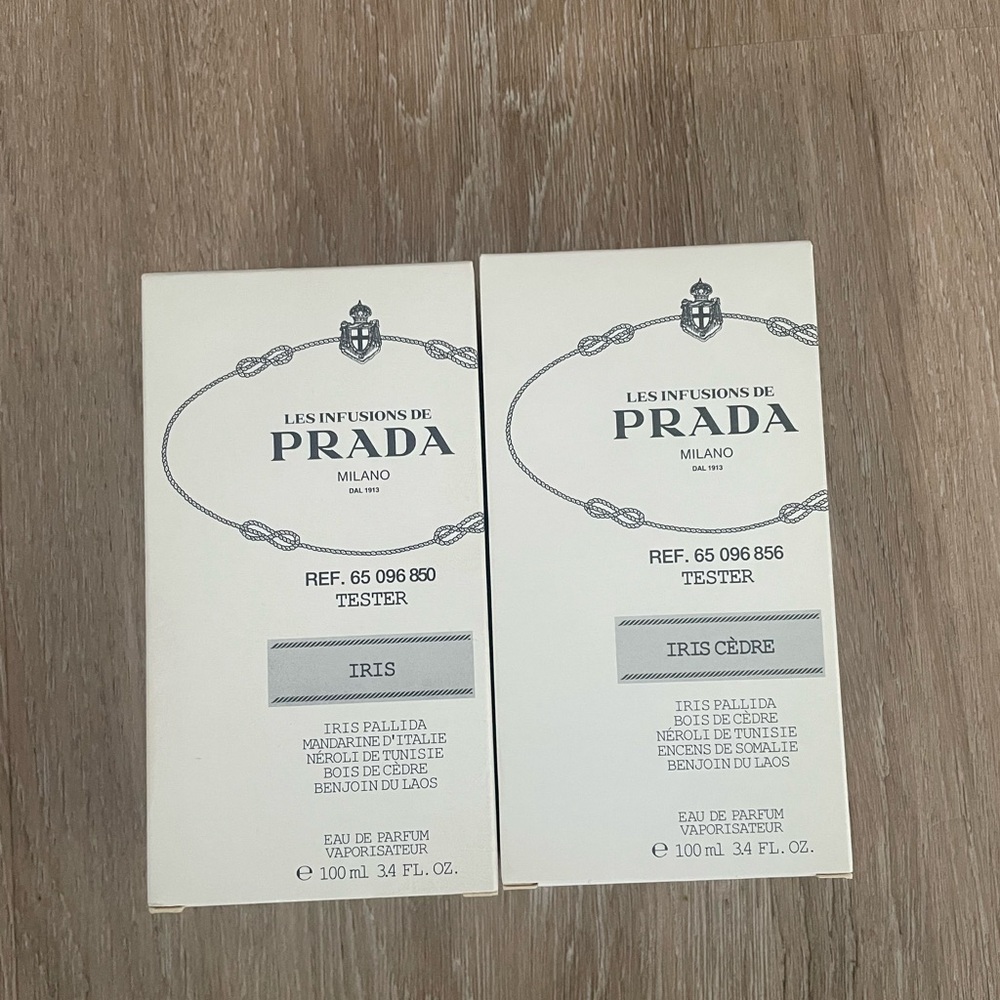 LES INFUSIONS DE
PRADA
MILANO
DAL 1913
REF. 65 096 850
TESTER
IRIS
IRIS PALLIDA
MANDARINE D'ITALIE
NÉROLI DE TUNISIE
BOIS DE CÈDRE
BENJOIN DU LAOS
EAU DE PARFUM
VAPORISATEUR
℮ 100 ml 3.4 FL. OZ.
LES INFUSIONS DE
PRADA
MILANO
DAL 1913
REF. 65 096 856
TESTER
IRIS CÈDRE
IRIS PALLIDA
BOIS DE CÈDRE
NÉROLI DE TUNISIE
ENCENS DE SOMALIE
BENJOIN DU LAOS
EAU DE PARFUM
VAPORISATEUR
℮ 100 ml 3.4 FL. OZ.